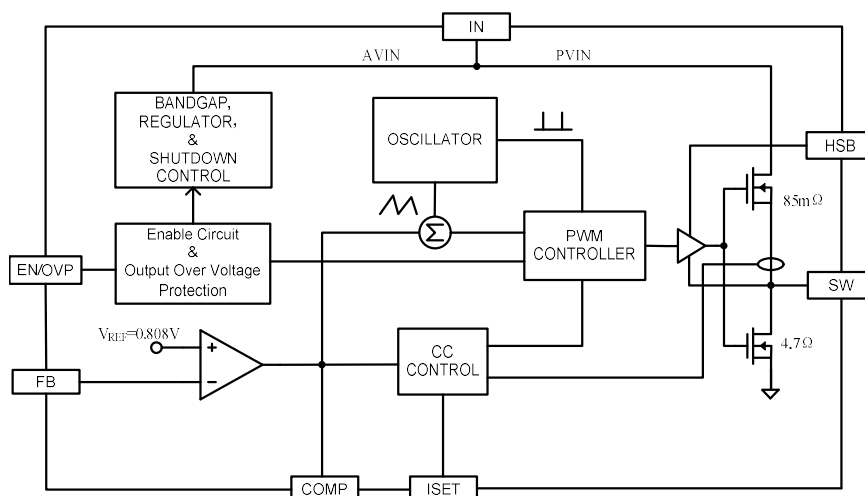 IN
AVIN
PVIN
BANDGAP,
REGULATOR,
&
SHUTDOWN
CONTROL
OSCILLATOR
HSB
85mΩ
Enable Circuit
&
Output Over Voltage
Protection
Σ
PWM
CONTROLLER
EN/OVP
SW
VREF=0.808V
+
−
CC
CONTROL
4.7Ω
FB
COMP
ISET